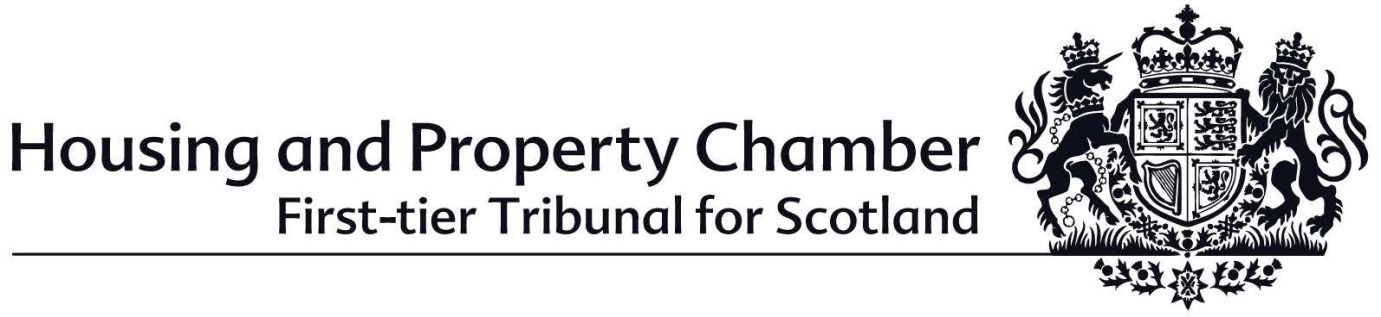 Housing and Property Chamber
First-tier Tribunal for Scotland